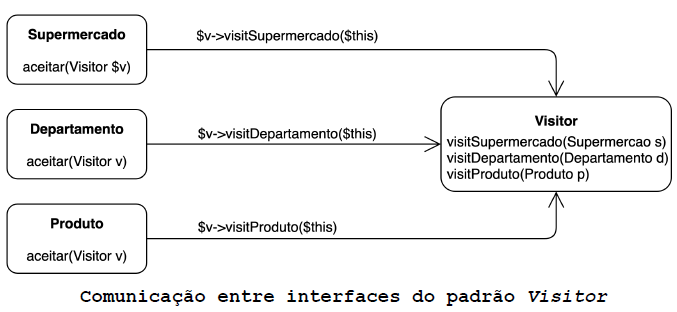 Supermercado
aceitar(Visitor $v)
$v->visitSupermercado($this)
Departamento
aceitar(Visitor v)
$v->visitDepartamento($this)
Visitor
visitSupermercado(Supermercao s)
visitDepartamento(Departamento d)
visitProduto(Produto p)
Produto
aceitar(Visitor v)
$v->visitProduto($this)
Comunicação entre interfaces do padrão Visitor